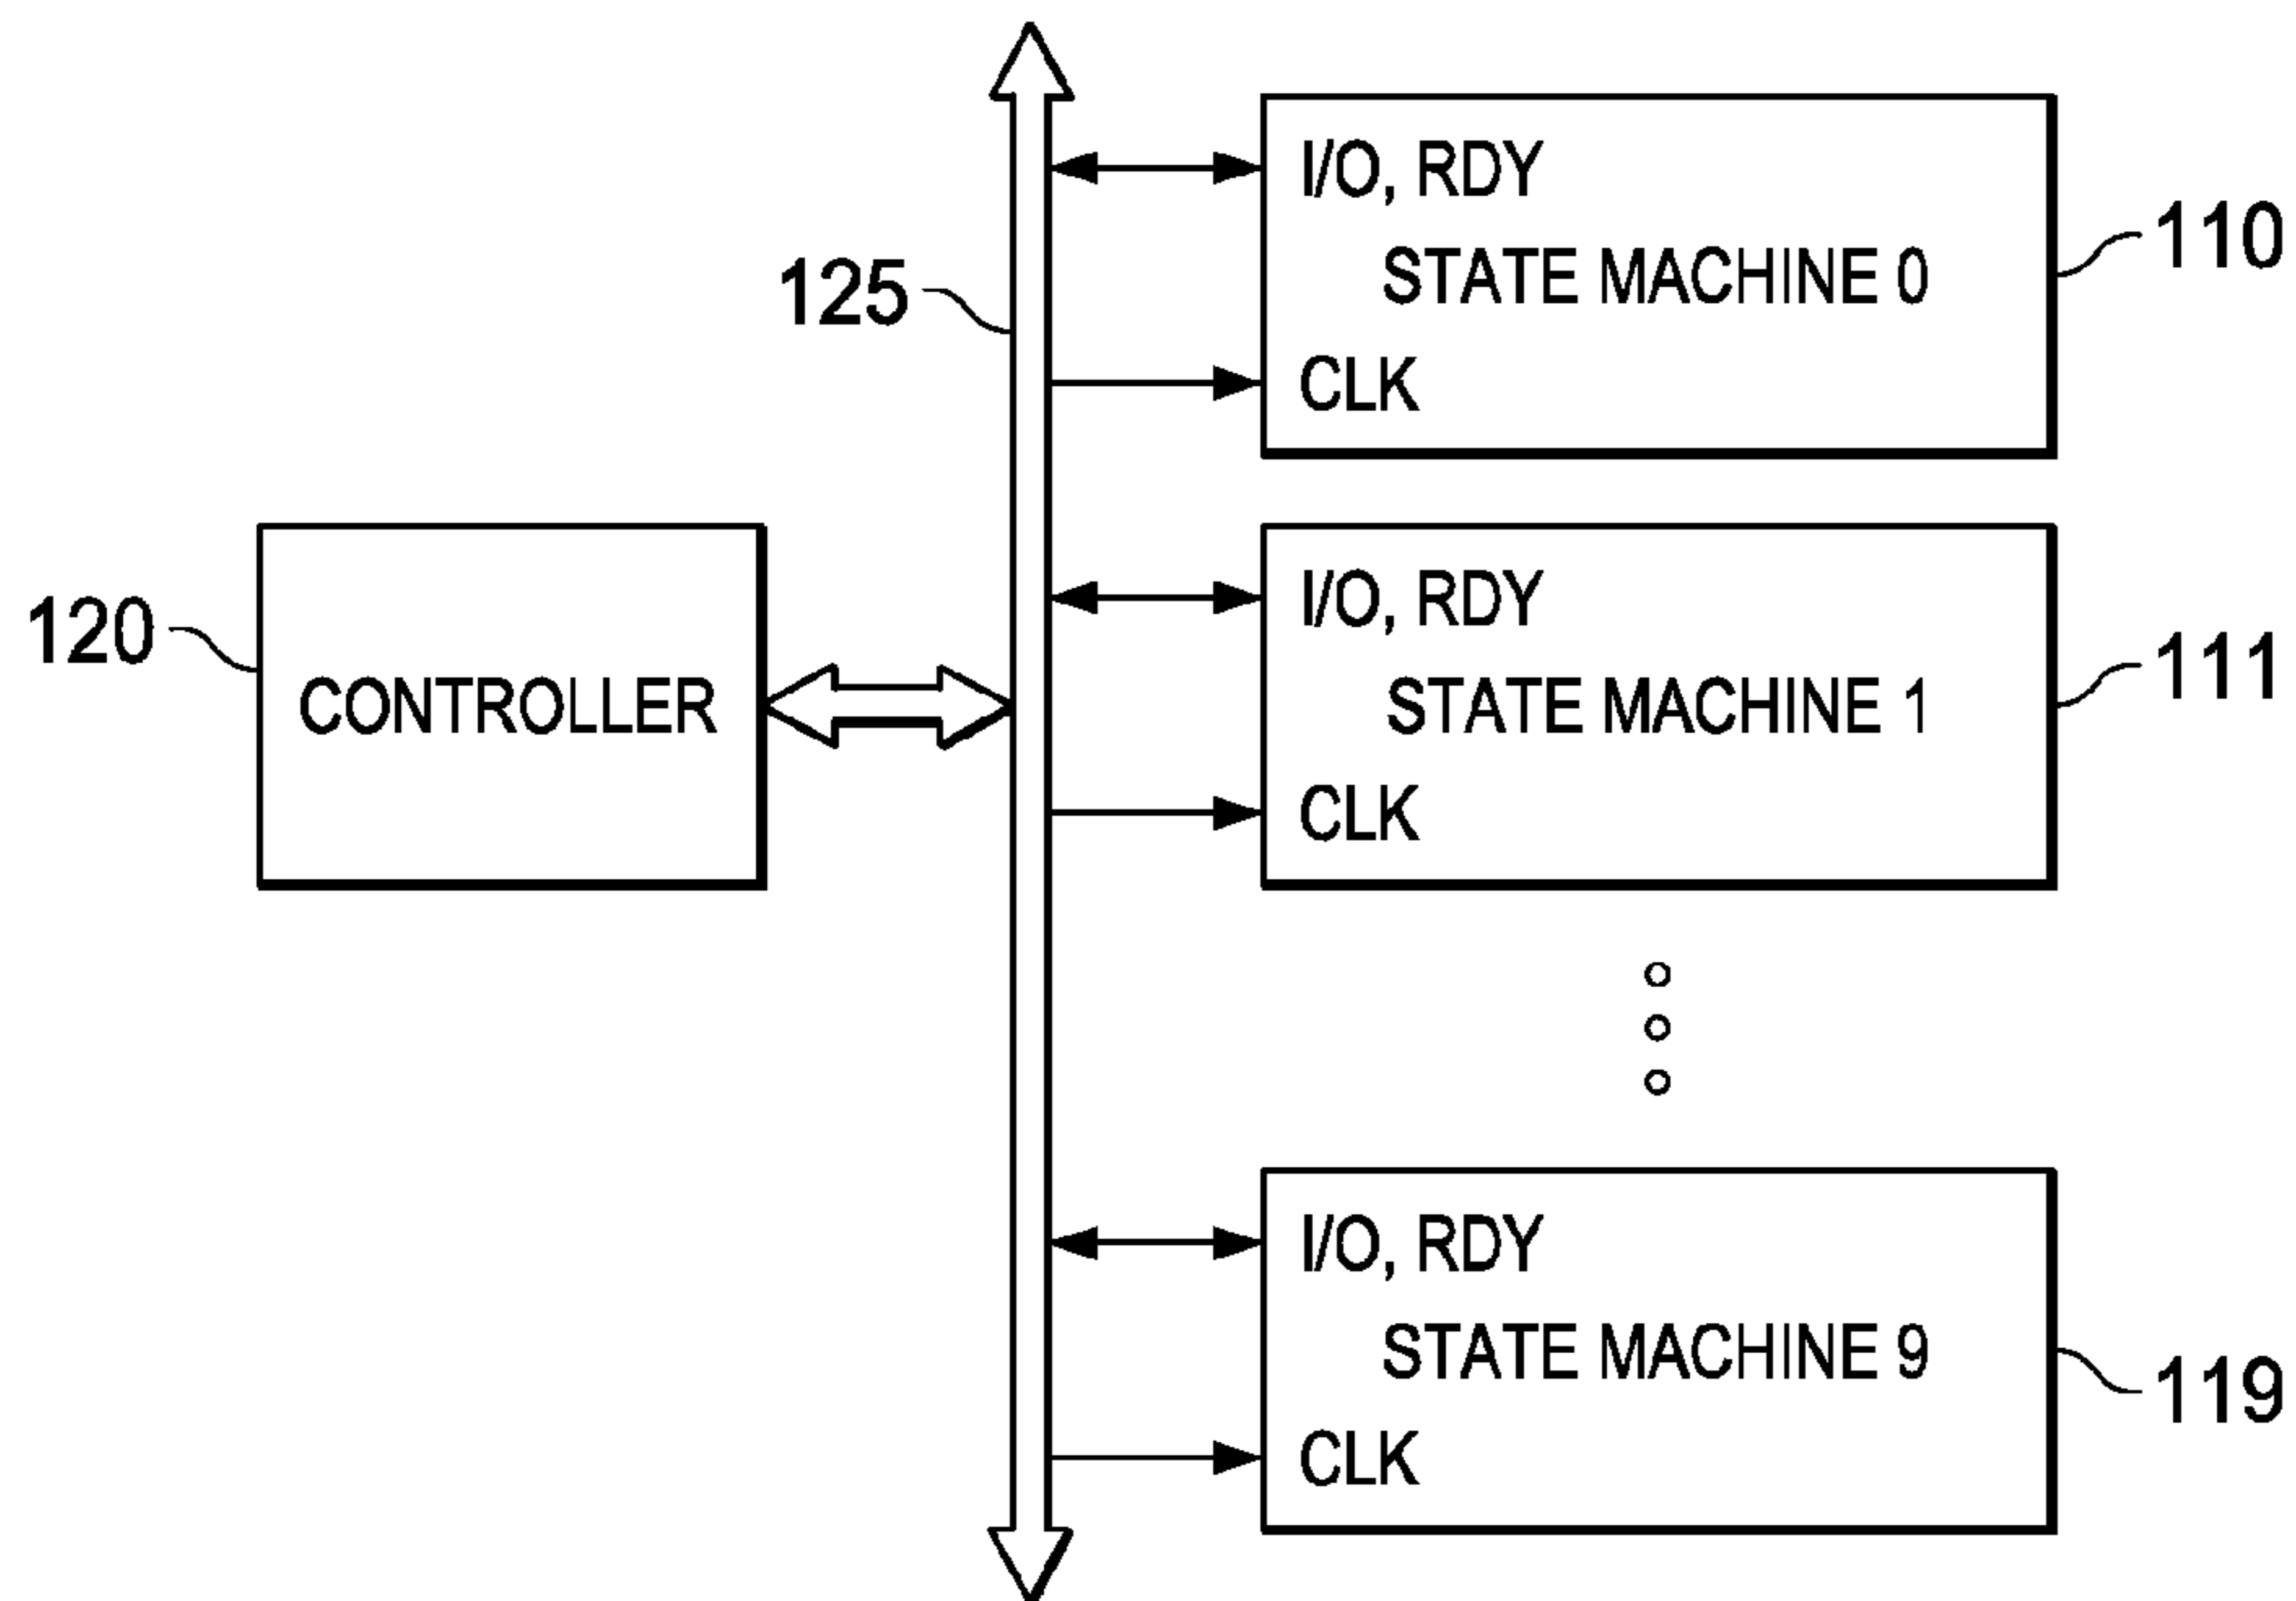 I/O, RDY
STATE MACHINE 0
CLK
110
125
I/O, RDY
STATE MACHINE 1
CLK
111
120
CONTROLLER
I/O, RDY
STATE MACHINE 9
CLK
119